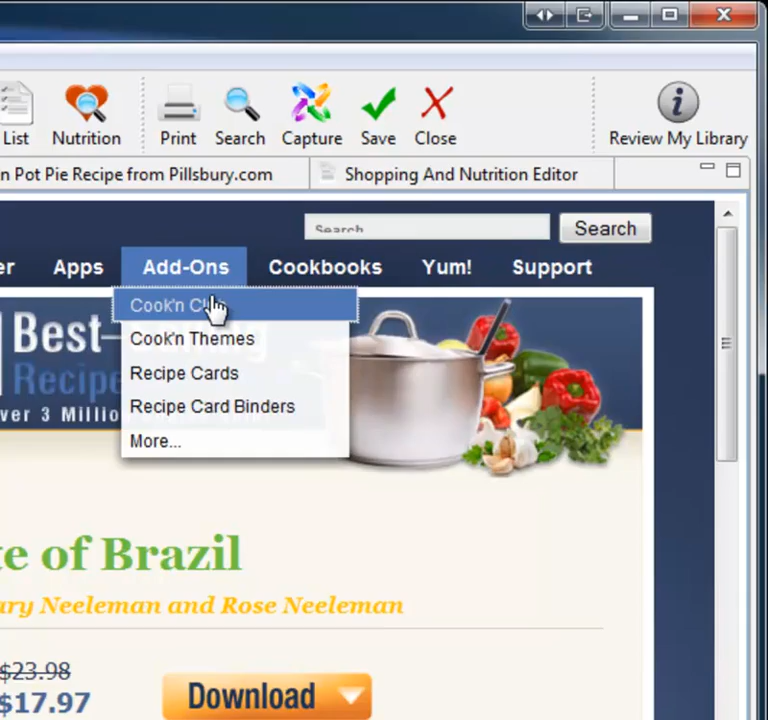 List
Nutrition
Print
Search
Capture
Save
Close
Review My Library
n Pot Pie Recipe from Pillsbury.com
Shopping And Nutrition Editor
Search
Search
er
Apps
Add-Ons
Cookbooks
Yum!
Support
Cook'n
Cook'n Themes
Recipe Cards
Recipe Card Binders
More...
Best-
Recipe
ver 3 Millio
te of Brazil
ary Neeleman and Rose Neeleman
$23.98
$17.97
Download